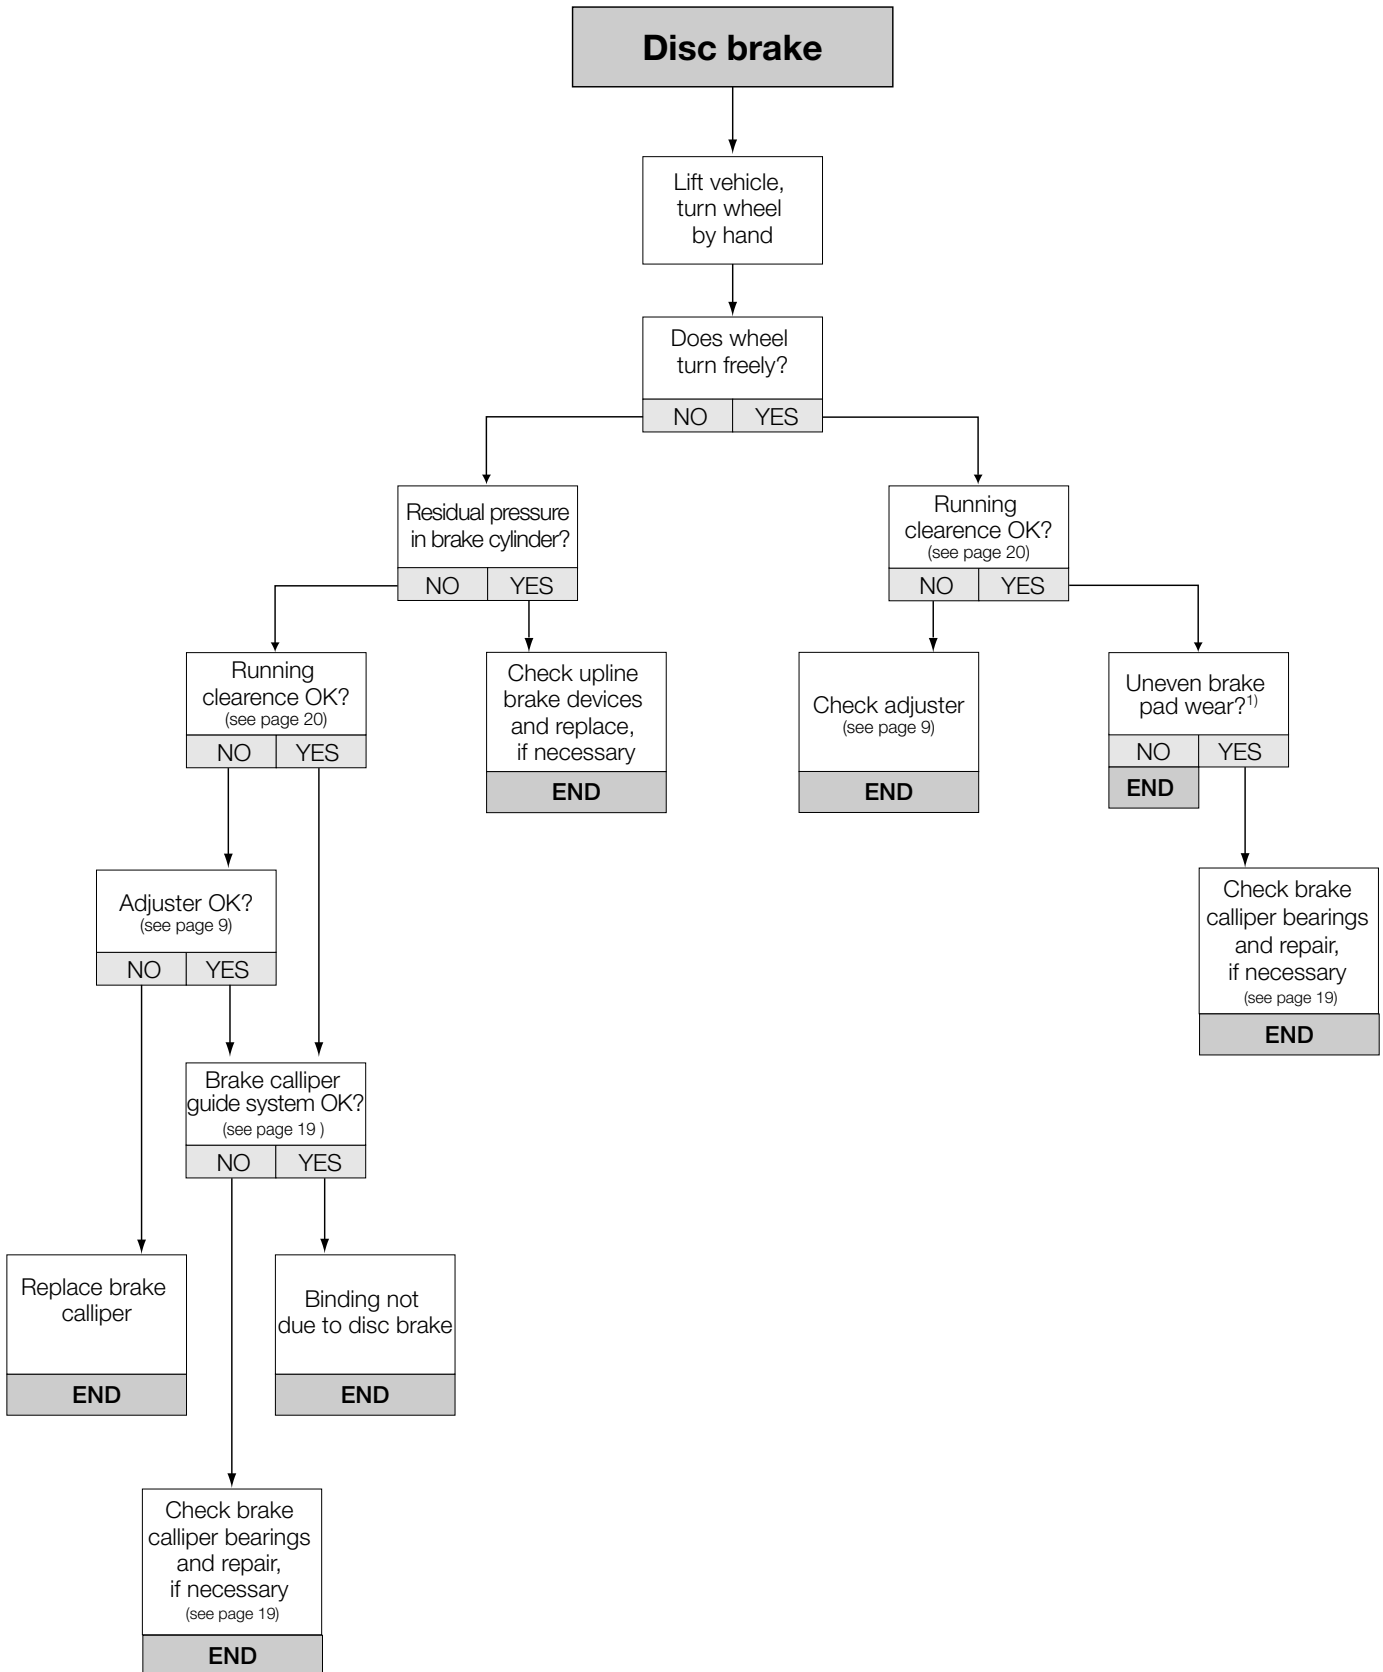 Disc brake
Lift vehicle,
turn wheel
by hand
Does wheel
turn freely?
NO YES
Residual pressure
in brake cylinder?
NO YES
Running
clearence OK?
(see page 20)
NO YES
Running
clearence OK?
(see page 20)
NO YES
Check upline
brake devices
and replace,
if necessary
END
Check adjuster
(see page 9)
END
Uneven brake
pad wear?1)
NO YES
END
Adjuster OK?
(see page 9)
NO YES
Check brake
calliper bearings
and repair,
if necessary
(see page 19)
END
Brake calliper
guide system OK?
(see page 19 )
NO YES
Replace brake
calliper
END
Binding not
due to disc brake
END
Check brake
calliper bearings
and repair,
if necessary
(see page 19)
END